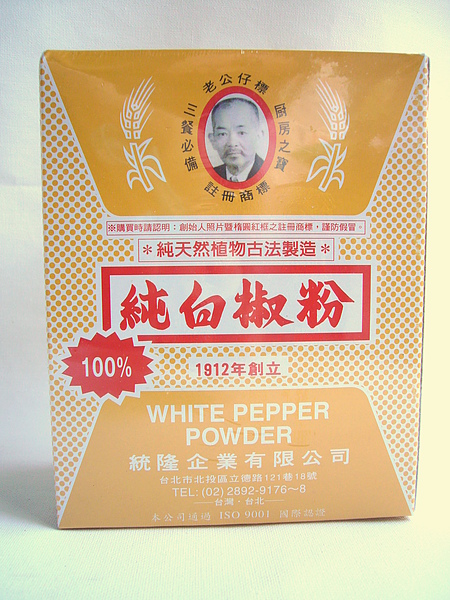 老公仔標
三餐必備
廚房之寶
註冊商標
※購買時請認明：創始人照片暨橢圓紅框之註冊商標，謹防假冒。
＊純天然植物古法製造＊
純白椒粉
100%
1912年創立
WHITE PEPPER
POWDER
統隆企業有限公司
台北市北投區立德路121巷18號
TEL: (02) 2892-9176～8
台灣・台北
本公司通過 ISO 9001 國際認證